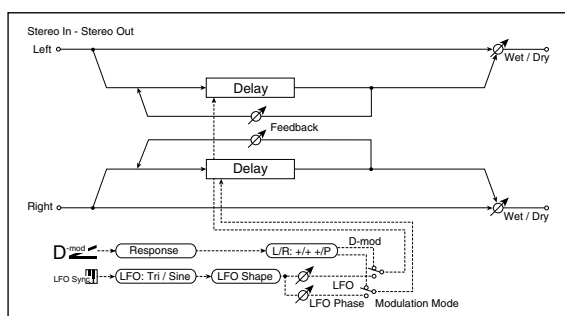 Stereo In - Stereo Out
Left
Wet / Dry
Delay
Feedback
Delay
Right
Wet / Dry
D-mod
D-mod
Response
L/R: +/+ +/P
LFO Sync
LFO: Tri / Sine
LFO Shape
LFO
LFO Phase
Modulation Mode